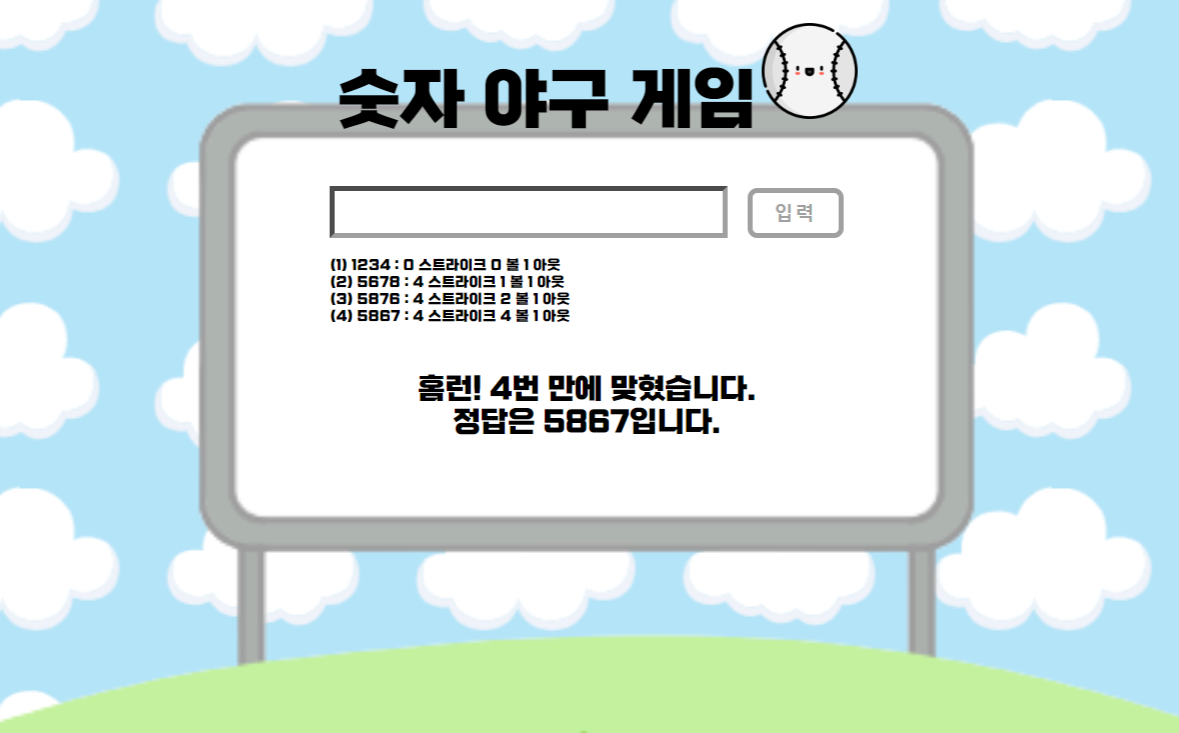 숫자 야구 게임
입력
(1) 1234 : 0 스트라이크 0 볼 1 아웃
(2) 5678 : 4 스트라이크 1 볼 1 아웃
(3) 5876 : 4 스트라이크 2 볼 1 아웃
(4) 5867 : 4 스트라이크 4 볼 1 아웃
홈런! 4번 만에 맞혔습니다.
정답은 5867입니다.